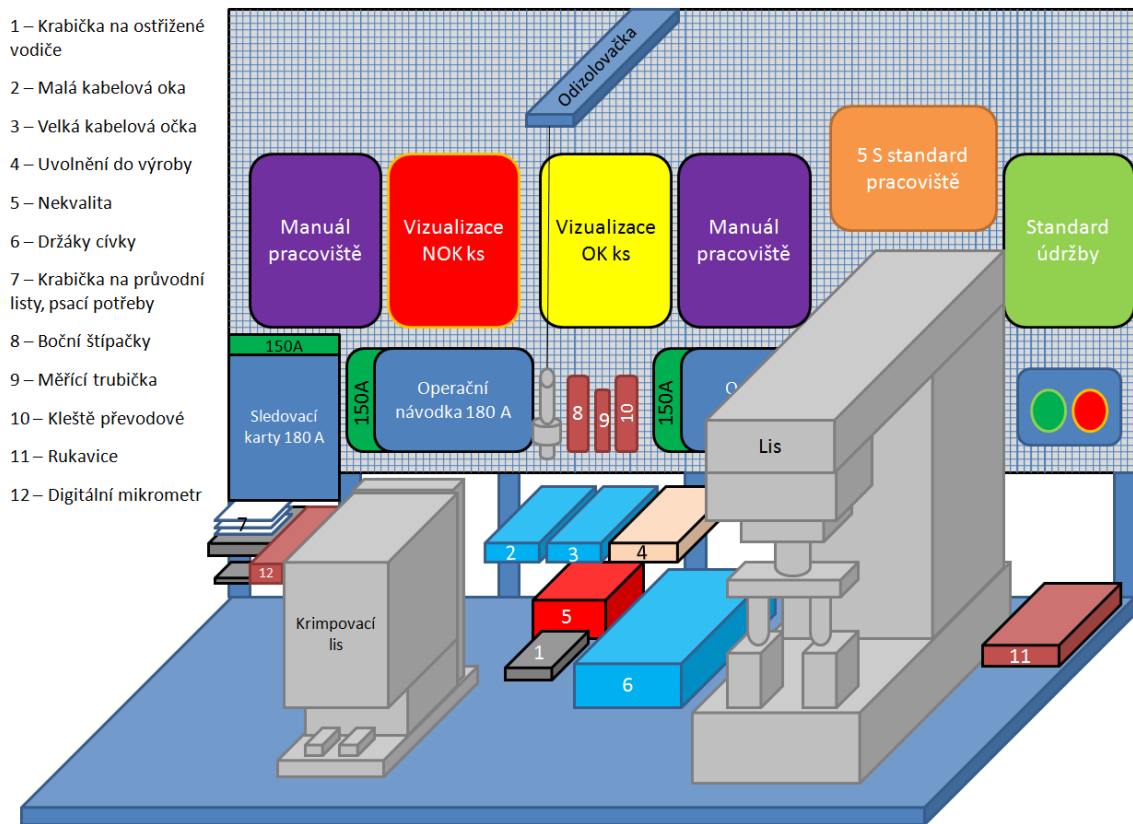 1 – Krabička na ostřižené
vodiče
2 – Malá kabelová oka
3 – Velká kabelová očka
4 – Uvolnění do výroby
5 – Nekvalita
6 – Držáky cívky
7 – Krabička na průvodní
listy, psací potřeby
8 – Boční štípačky
9 – Měřící trubička
10 – Kleště převodové
11 – Rukavice
12 – Digitální mikrometr
Odizolovačka
5 S standard
pracoviště
Manuál
pracoviště
Vizualizace
NOK ks
Vizualizace
OK ks
Manuál
pracoviště
Standard
údržby
150A
Sledovací
karty 180 A
150A
Operační
návodka 180 A
8
9
10
150A
O
Lis
7
12
2
3
4
5
1
6
11
Krimpovací
lis